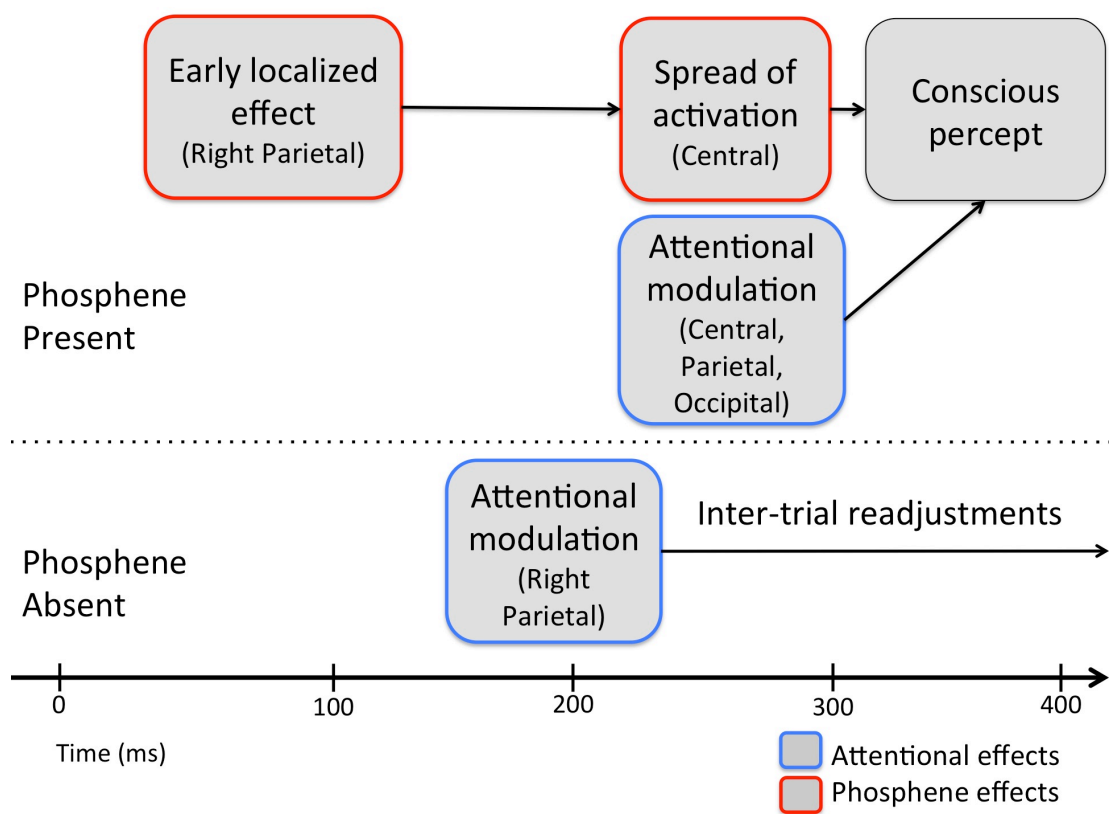 Early localized
effect
(Right Parietal)
Spread of
activation
(Central)
Conscious
percept
Attentional
modulation
(Central,
Parietal,
Occipital)
Phosphene
Present
Attentional
modulation
(Right
Parietal)
Inter-trial readjustments
Phosphene
Absent
0 100 200 300 400
Time (ms)
Attentional effects
Phosphene effects